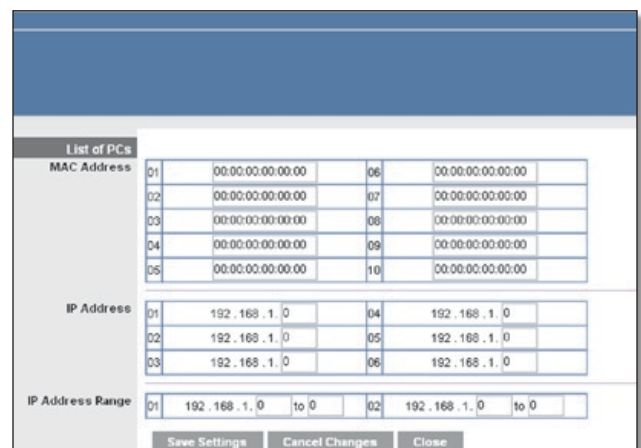 List of PCs
MAC Address
01 00:00:00:00:00:00 06 00:00:00:00:00:00
02 00:00:00:00:00:00 07 00:00:00:00:00:00
03 00:00:00:00:00:00 08 00:00:00:00:00:00
04 00:00:00:00:00:00 09 00:00:00:00:00:00
05 00:00:00:00:00:00 10 00:00:00:00:00:00
IP Address
01 192.168.1.0 04 192.168.1.0
02 192.168.1.0 05 192.168.1.0
03 192.168.1.0 06 192.168.1.0
IP Address Range 01 192.168.1.0 to 0 02 192.168.1.0 to 0
Save Settings Cancel Changes Close